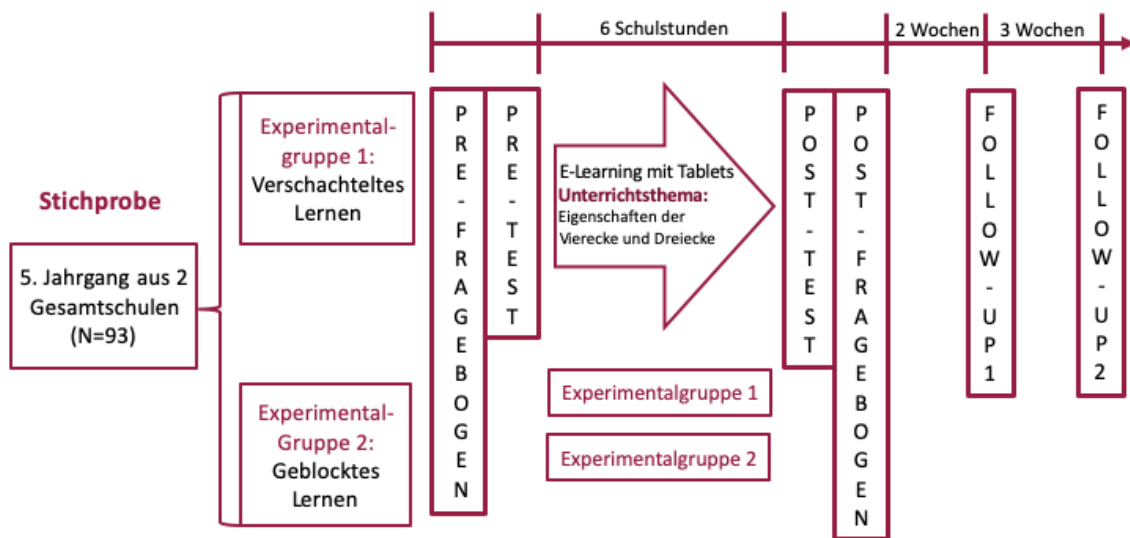 6 Schulstunden
2 Wochen
3 Wochen
Stichprobe
5. Jahrgang aus 2
Gesamtschulen
(N=93)
Experimental-
gruppe 1:
Verschachteltes
Lernen
Experimental-
Gruppe 2:
Geblocktes
Lernen
PRE-FRAGEBOGEN
PRE-TEST
E-Learning mit Tablets
Unterrichtsthema:
Eigenschaften der
Vierecke und Dreiecke
Experimentalgruppe 1
Experimentalgruppe 2
POST-TEST
POST-FRAGEBOGEN
FOLLOW-UP1
FOLLOW-UP2